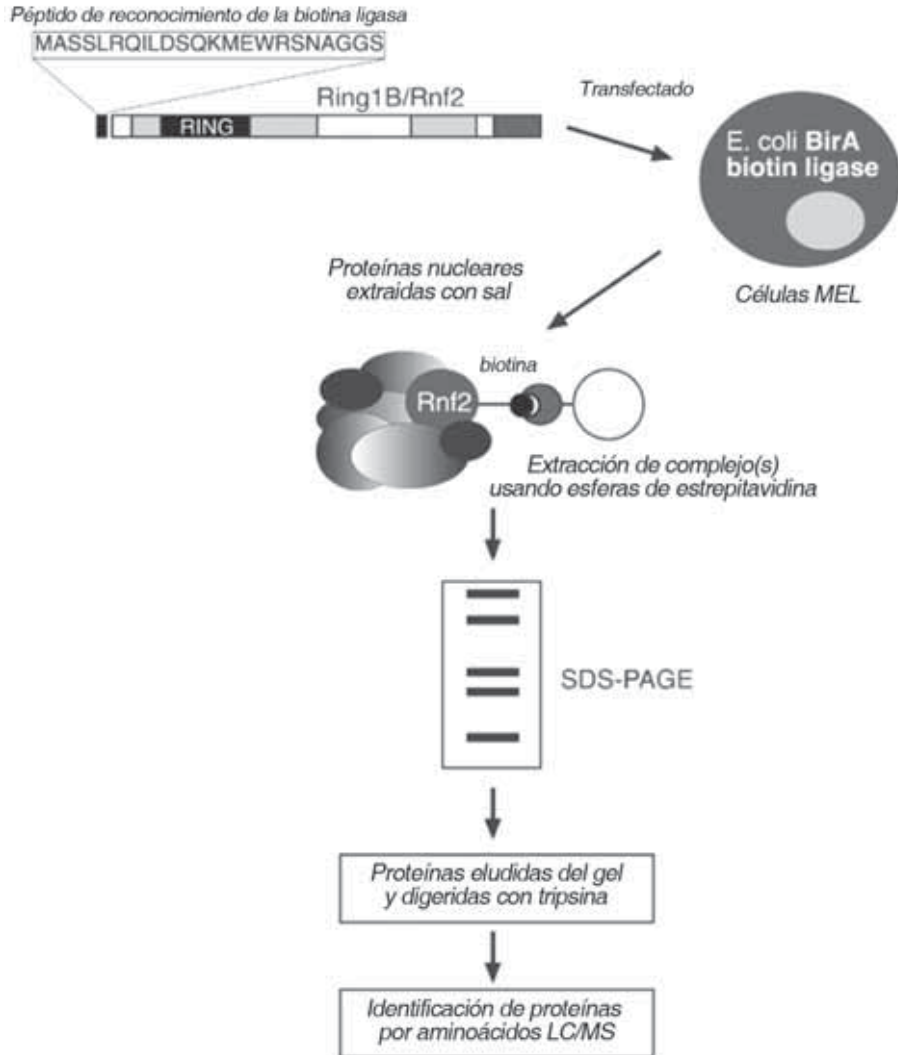 Péptido de reconocimiento de la biotina ligasa
MASSLRQILDSQKMEWRSNAGGS
Ring1B/Rnf2
RING
Transfectado
E. coli BirA
biotin ligase
Células MEL
Proteínas nucleares
extraidas con sal
biotina
Rnf2
Extracción de complejo(s)
usando esferas de estrepitavidina
SDS-PAGE
Proteínas eludidas del gel
y digeridas con tripsina
Identificación de proteínas
por aminoácidos LC/MS